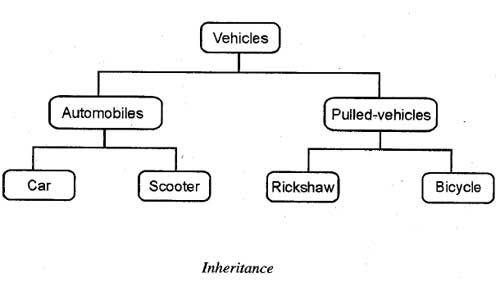 Vehicles
Automobiles
Pulled-vehicles
Car
Scooter
Rickshaw
Bicycle
Inheritance